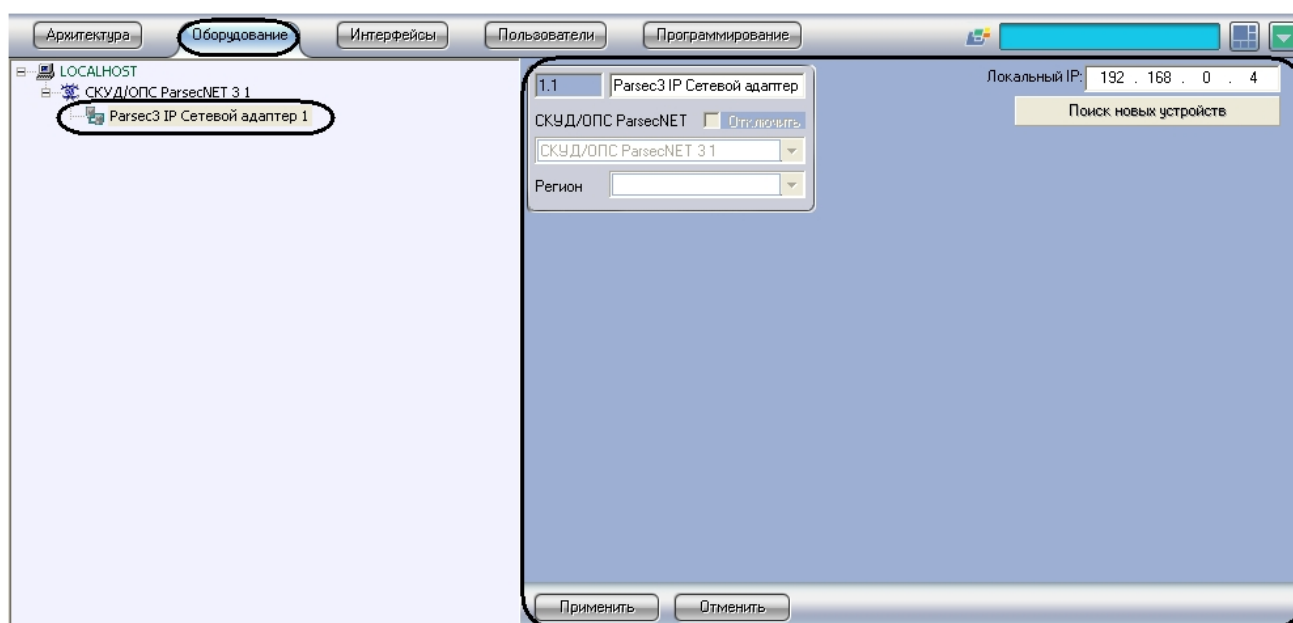 Архитектура Оборудование Интерфейсы Пользователи Программирование
LOCALHOST
СКУД/ОПС ParsecNET 3 1
Parsec3 IP Сетевой адаптер 1
1.1 Parsec3 IP Сетевой адаптер
СКУД/ОПС ParsecNET Отключить
СКУД/ОПС ParsecNET 3 1
Регион
Локальный IP: 192 . 168 . 0 . 4
Поиск новых устройств
Применить Отменить